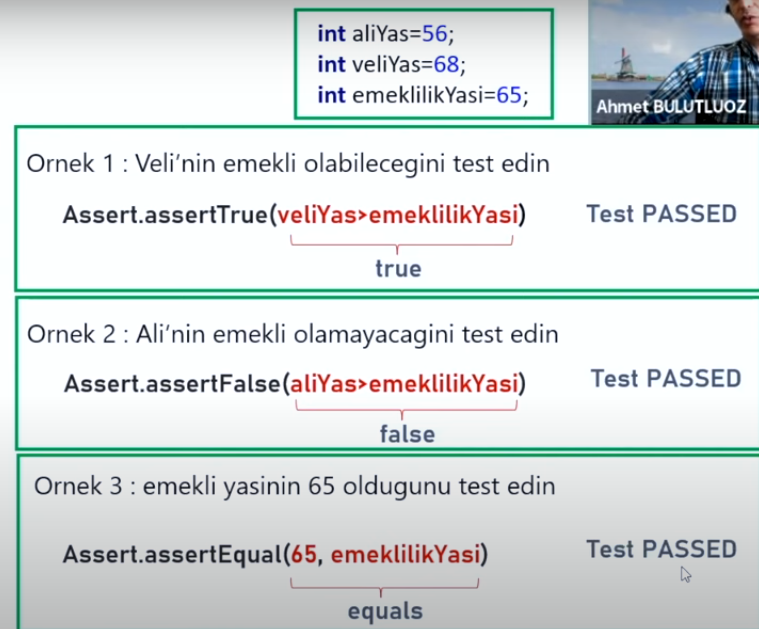 int aliYas=56;
int veliYas=68;
int emeklilikYasi=65;
Ahmet BULUTLUOZ
Ornek 1 : Veli’nin emekli olabilecegini test edin
Assert.assertTrue(veliYas>emeklilikYasi) Test PASSED
true
Ornek 2 : Ali’nin emekli olamayacagini test edin
Assert.assertFalse(aliYas>emeklilikYasi) Test PASSED
false
Ornek 3 : emekli yasinin 65 oldugunu test edin
Assert.assertEqual(65, emeklilikYasi) Test PASSED
equals